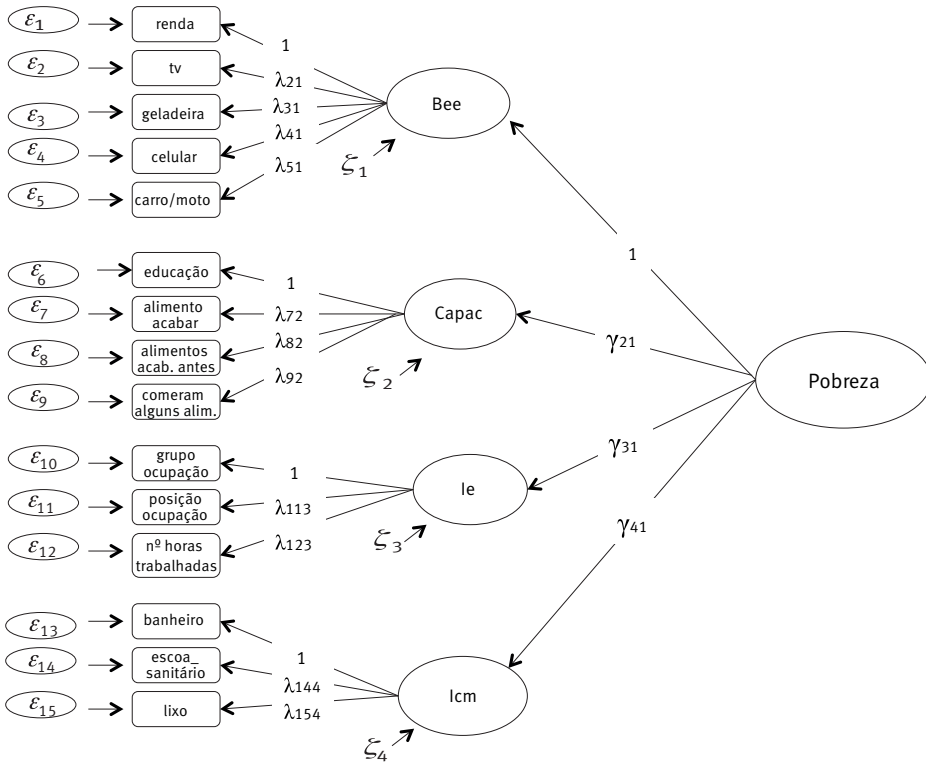 ε1
renda
1
ε2
tv
λ21
ε3
geladeira
λ31
ε4
celular
λ41
ε5
carro/moto
λ51
Bee
ζ1
1
ε6
educação
1
ε7
alimento
acabar
λ72
ε8
alimentos
acab. antes
λ82
ε9
comeram
alguns alim.
λ92
Capac
ζ2
γ21
Pobreza
ε10
grupo
ocupação
1
ε11
posição
ocupação
λ113
ε12
nº horas
trabalhadas
λ123
Ie
ζ3
γ31
γ41
ε13
banheiro
1
ε14
escoa_
sanitário
λ144
ε15
lixo
λ154
Icm
ζ4